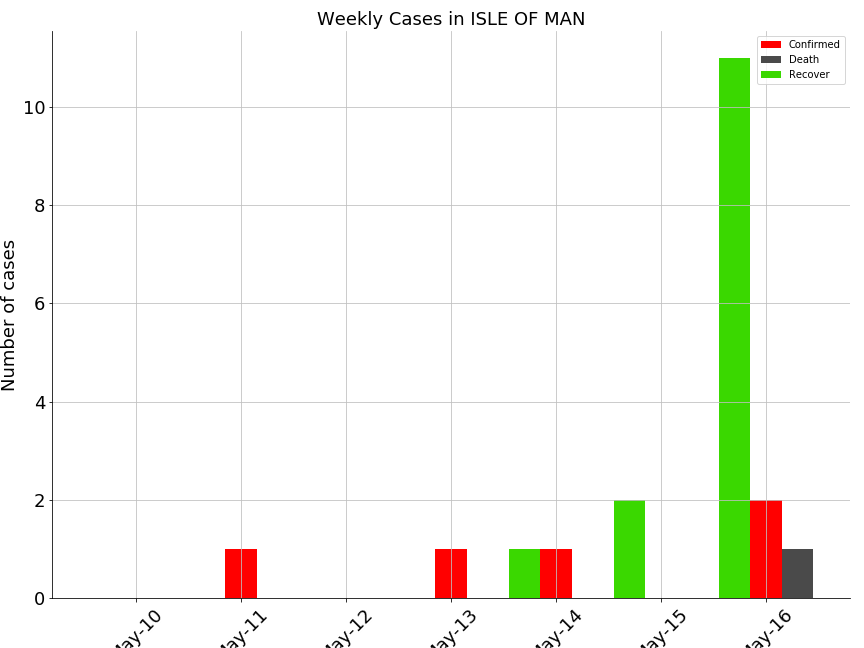 Weekly Cases in ISLE OF MAN
Confirmed
Death
Recover
Number of cases
10
8
6
4
2
0
May-10
May-11
May-12
May-13
May-14
May-15
May-16